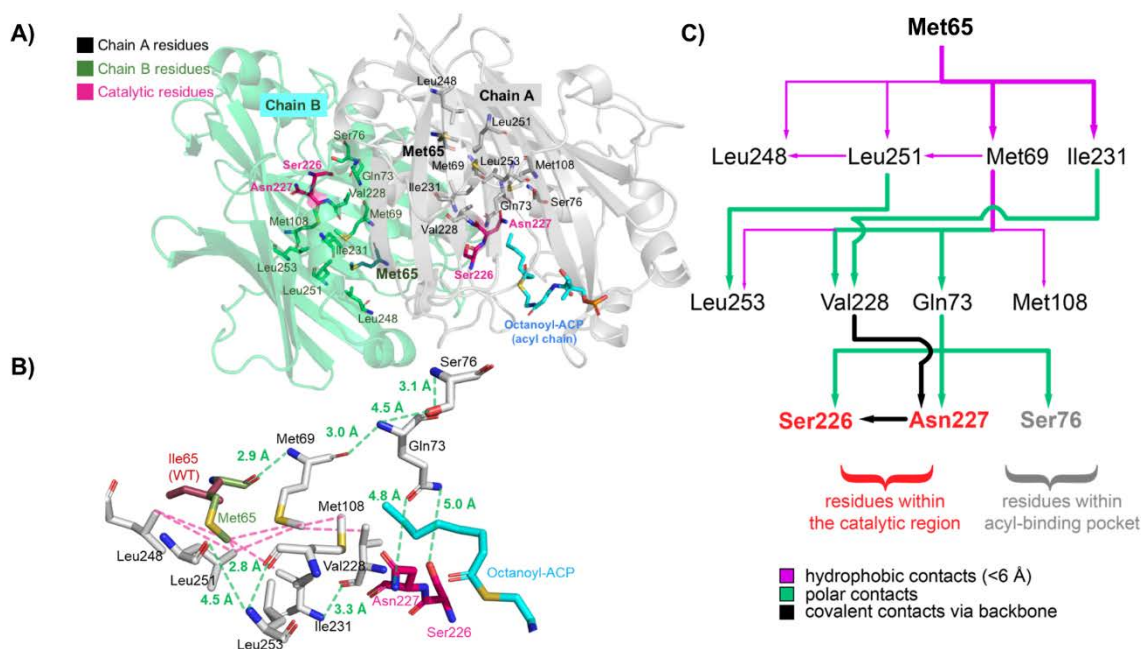 A)
Chain A residues
Chain B residues
Catalytic residues
Chain B
Chain A
Leu248
Leu251
Ser76
Met65
Ser226
Met69
Leu253
Met108
Gln73
Asn227
Ile231
Gln73
Ser76
Val228
Val228
Asn227
Met108
Met69
Ser226
Ile231
Leu253
Met65
Leu251
Leu248
Octanoyl-ACP
(acyl chain)
B)
Ser76
3.1 Å
4.5 Å
3.0 Å
Met69
Gln73
2.9 Å
Ile65
(WT)
4.8 Å
5.0 Å
Met108
Met65
Leu248
Val228
Octanoyl-ACP
Leu251
2.8 Å
Asn227
4.5 Å
3.3 Å
Ile231
Ser226
Leu253
C)
Met65
Leu248 Leu251 Met69 Ile231
Leu253 Val228 Gln73 Met108
Ser226 Asn227 Ser76
residues within
the catalytic region
residues within
acyl-binding pocket
hydrophobic contacts (<6 Å)
polar contacts
covalent contacts via backbone